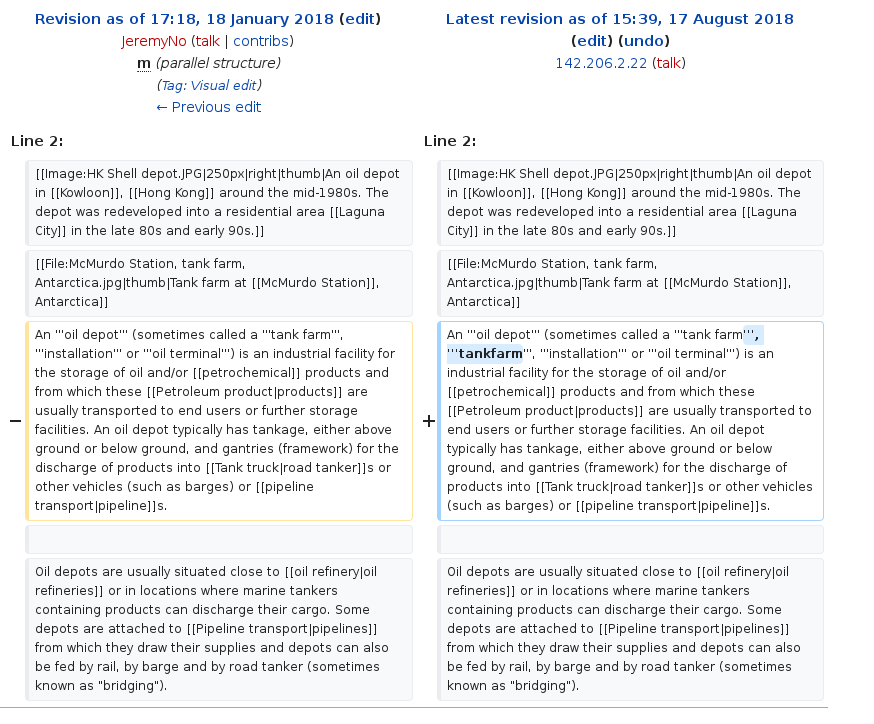 Revision as of 17:18, 18 January 2018 (edit)
JeremyNo (talk | contribs)
m (parallel structure)
(Tag: Visual edit)
← Previous edit
Latest revision as of 15:39, 17 August 2018
(edit) (undo)
142.206.2.22 (talk)
Line 2:
[[Image:HK Shell depot.JPG|250px|right|thumb|An oil depot
in [[Kowloon]], [[Hong Kong]] around the mid-1980s. The
depot was redeveloped into a residential area [[Laguna
City]] in the late 80s and early 90s.]]
[[File:McMurdo Station, tank farm,
Antarctica.jpg|thumb|Tank farm at [[McMurdo Station]],
Antarctica]]
−
An '''oil depot''' (sometimes called a '''tank farm''',
'''installation''' or '''oil terminal''') is an industrial facility for
the storage of oil and/or [[petrochemical]] products and
from which these [[Petroleum product|products]] are
usually transported to end users or further storage
facilities. An oil depot typically has tankage, either above
ground or below ground, and gantries (framework) for the
discharge of products into [[Tank truck|road tanker]]s or
other vehicles (such as barges) or [[pipeline
transport|pipeline]]s.
Oil depots are usually situated close to [[oil refinery|oil
refineries]] or in locations where marine tankers
containing products can discharge their cargo. Some
depots are attached to [[Pipeline transport|pipelines]]
from which they draw their supplies and depots can also
be fed by rail, by barge and by road tanker (sometimes
known as "bridging").
Line 2:
[[Image:HK Shell depot.JPG|250px|right|thumb|An oil depot
in [[Kowloon]], [[Hong Kong]] around the mid-1980s. The
depot was redeveloped into a residential area [[Laguna
City]] in the late 80s and early 90s.]]
[[File:McMurdo Station, tank farm,
Antarctica.jpg|thumb|Tank farm at [[McMurdo Station]],
Antarctica]]
+
An '''oil depot''' (sometimes called a '''tank farm''',
'''tankfarm''', '''installation''' or '''oil terminal''') is an
industrial facility for the storage of oil and/or
[[petrochemical]] products and from which these
[[Petroleum product|products]] are usually transported to
end users or further storage facilities. An oil depot
typically has tankage, either above ground or below
ground, and gantries (framework) for the discharge of
products into [[Tank truck|road tanker]]s or other vehicles
(such as barges) or [[pipeline transport|pipeline]]s.
Oil depots are usually situated close to [[oil refinery|oil
refineries]] or in locations where marine tankers
containing products can discharge their cargo. Some
depots are attached to [[Pipeline transport|pipelines]]
from which they draw their supplies and depots can also
be fed by rail, by barge and by road tanker (sometimes
known as "bridging").